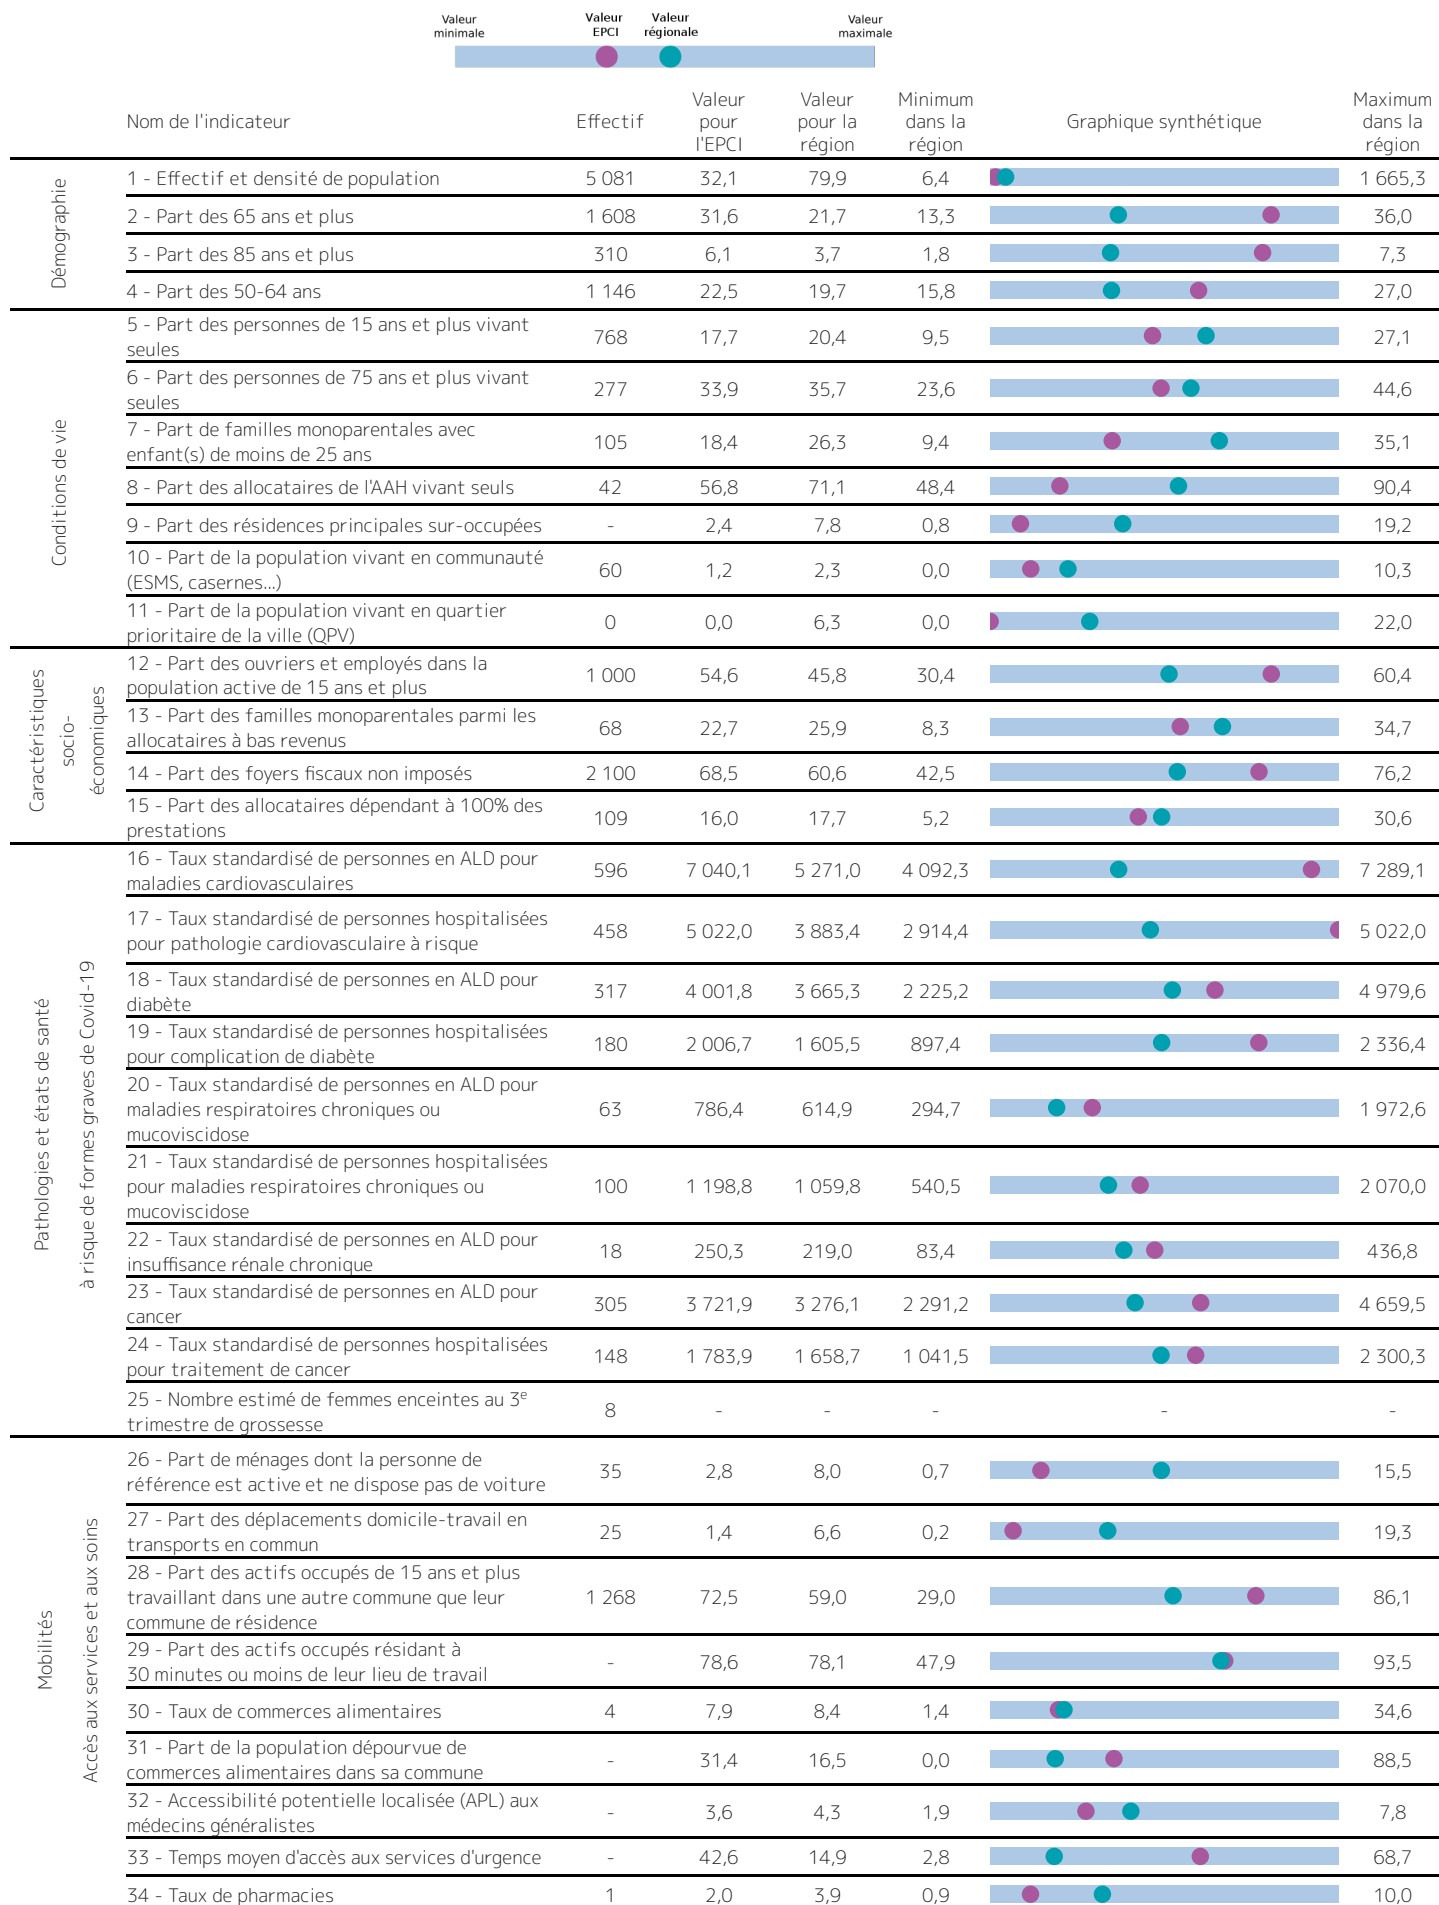 Valeur minimale
Valeur EPCI
Valeur régionale
Valeur maximale
Nom de l'indicateur Effectif Valeur pour l'EPCI Valeur pour la région Minimum dans la région Graphique synthétique Maximum dans la région
Démographie
1 - Effectif et densité de population 5 081 32,1 79,9 6,4 1 665,3
2 - Part des 65 ans et plus 1 608 31,6 21,7 13,3 36,0
3 - Part des 85 ans et plus 310 6,1 3,7 1,8 7,3
4 - Part des 50-64 ans 1 146 22,5 19,7 15,8 27,0
Conditions de vie
5 - Part des personnes de 15 ans et plus vivant
seules 768 17,7 20,4 9,5 27,1
6 - Part des personnes de 75 ans et plus vivant
seules 277 33,9 35,7 23,6 44,6
7 - Part de familles monoparentales avec
enfant(s) de moins de 25 ans 105 18,4 26,3 9,4 35,1
8 - Part des allocataires de l'AAH vivant seuls 42 56,8 71,1 48,4 90,4
9 - Part des résidences principales sur-occupées - 2,4 7,8 0,8 19,2
10 - Part de la population vivant en communauté
(ESMS, casernes...) 60 1,2 2,3 0,0 10,3
11 - Part de la population vivant en quartier
prioritaire de la ville (QPV) 0 0,0 6,3 0,0 22,0
Caractéristiques
socio-
économiques
12 - Part des ouvriers et employés dans la
population active de 15 ans et plus 1 000 54,6 45,8 30,4 60,4
13 - Part des familles monoparentales parmi les
allocataires à bas revenus 68 22,7 25,9 8,3 34,7
14 - Part des foyers fiscaux non imposés 2 100 68,5 60,6 42,5 76,2
15 - Part des allocataires dépendant à 100% des
prestations 109 16,0 17,7 5,2 30,6
Pathologies et états de santé
à risque de formes graves de Covid-19
16 - Taux standardisé de personnes en ALD pour
maladies cardiovasculaires 596 7 040,1 5 271,0 4 092,3 7 289,1
17 - Taux standardisé de personnes hospitalisées
pour pathologie cardiovasculaire à risque 458 5 022,0 3 883,4 2 914,4 5 022,0
18 - Taux standardisé de personnes en ALD pour
diabète 317 4 001,8 3 665,3 2 225,2 4 979,6
19 - Taux standardisé de personnes hospitalisées
pour complication de diabète 180 2 006,7 1 605,5 897,4 2 336,4
20 - Taux standardisé de personnes en ALD pour
maladies respiratoires chroniques ou
mucoviscidose 63 786,4 614,9 294,7 1 972,6
21 - Taux standardisé de personnes hospitalisées
pour maladies respiratoires chroniques ou
mucoviscidose 100 1 198,8 1 059,8 540,5 2 070,0
22 - Taux standardisé de personnes en ALD pour
insuffisance rénale chronique 18 250,3 219,0 83,4 436,8
23 - Taux standardisé de personnes en ALD pour
cancer 305 3 721,9 3 276,1 2 291,2 4 659,5
24 - Taux standardisé de personnes hospitalisées
pour traitement de cancer 148 1 783,9 1 658,7 1 041,5 2 300,3
25 - Nombre estimé de femmes enceintes au 3e
trimestre de grossesse 8 - - - - -
Mobilités
Accès aux services et aux soins
26 - Part de ménages dont la personne de
référence est active et ne dispose pas de voiture 35 2,8 8,0 0,7 15,5
27 - Part des déplacements domicile-travail en
transports en commun 25 1,4 6,6 0,2 19,3
28 - Part des actifs occupés de 15 ans et plus
travaillant dans une autre commune que leur
commune de résidence 1 268 72,5 59,0 29,0 86,1
29 - Part des actifs occupés résidant à
30 minutes ou moins de leur lieu de travail - 78,6 78,1 47,9 93,5
30 - Taux de commerces alimentaires 4 7,9 8,4 1,4 34,6
31 - Part de la population dépourvue de
commerces alimentaires dans sa commune - 31,4 16,5 0,0 88,5
32 - Accessibilité potentielle localisée (APL) aux
médecins généralistes - 3,6 4,3 1,9 7,8
33 - Temps moyen d'accès aux services d'urgence - 42,6 14,9 2,8 68,7
34 - Taux de pharmacies 1 2,0 3,9 0,9 10,0